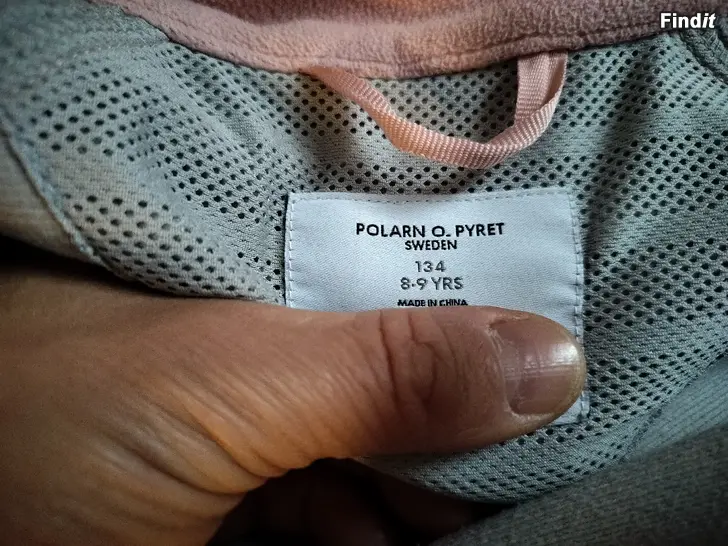 Findit
POLARN O. PYRET
SWEDEN
134
8-9 YRS
MADE IN CHINA